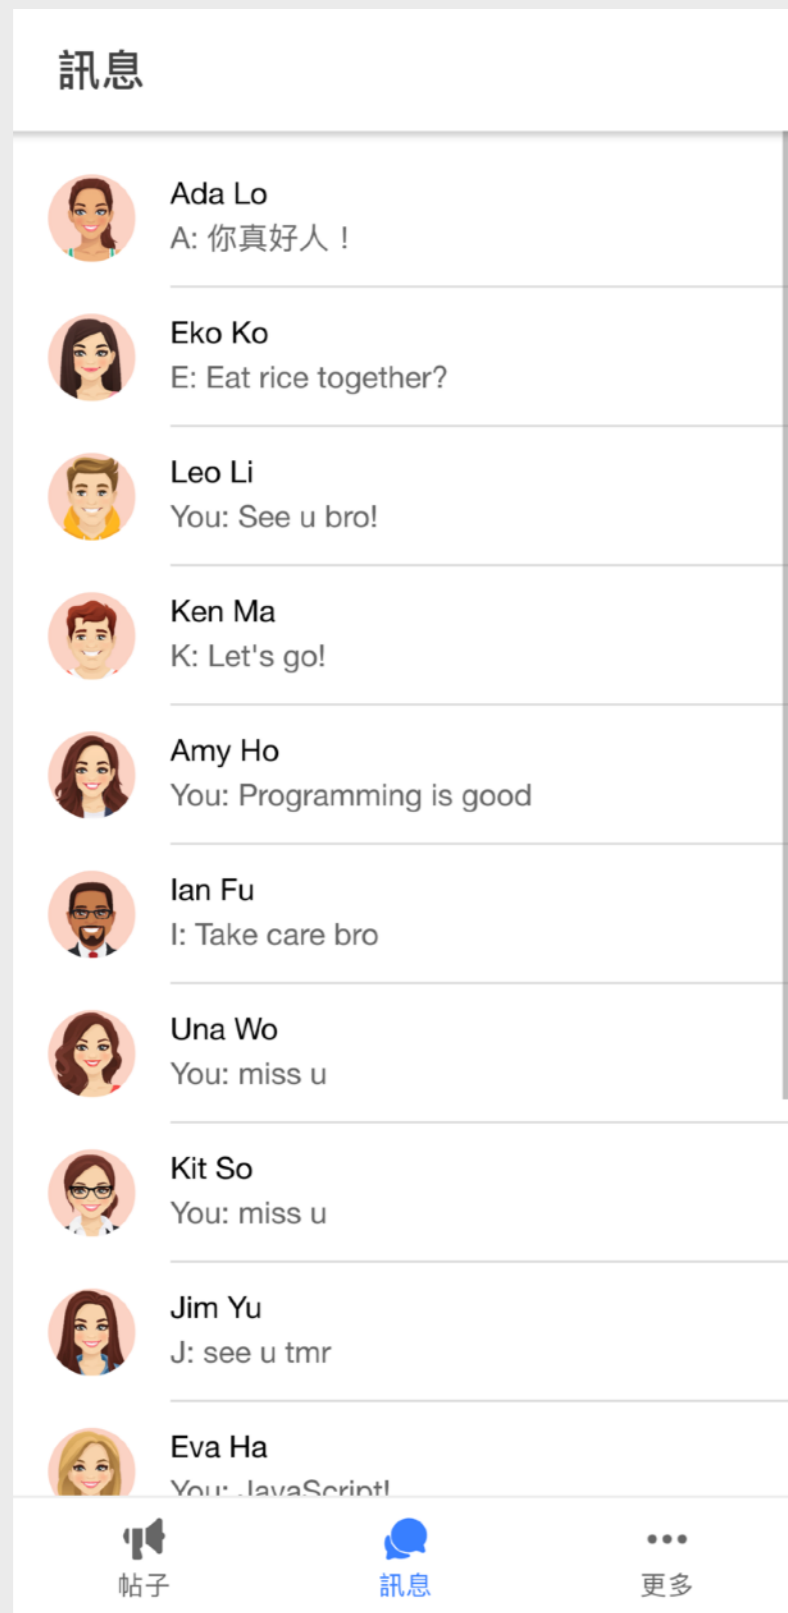 訊息
Ada Lo
A: 你真好人！
Eko Ko
E: Eat rice together?
Leo Li
You: See u bro!
Ken Ma
K: Let's go!
Amy Ho
You: Programming is good
Ian Fu
I: Take care bro
Una Wo
You: miss u
Kit So
You: miss u
Jim Yu
J: see u tmr
Eva Ha
You: JavaScript!
帖子
訊息
更多